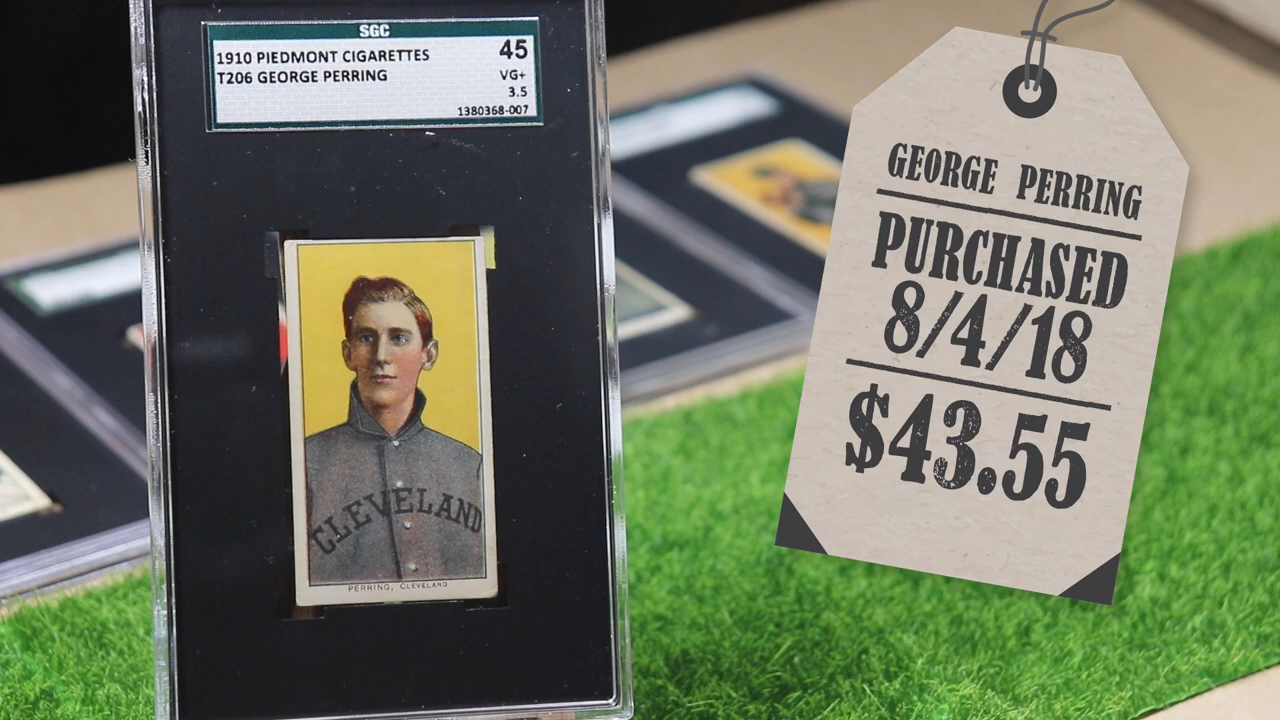 SGC
1910 PIEDMONT CIGARETTES 45
T206 GEORGE PERRING VG+
3.5
1380368-007
CLEVELAND
PERRING, CLEVELAND
GEORGE PERRING
PURCHASED
8/4/18
$43.55